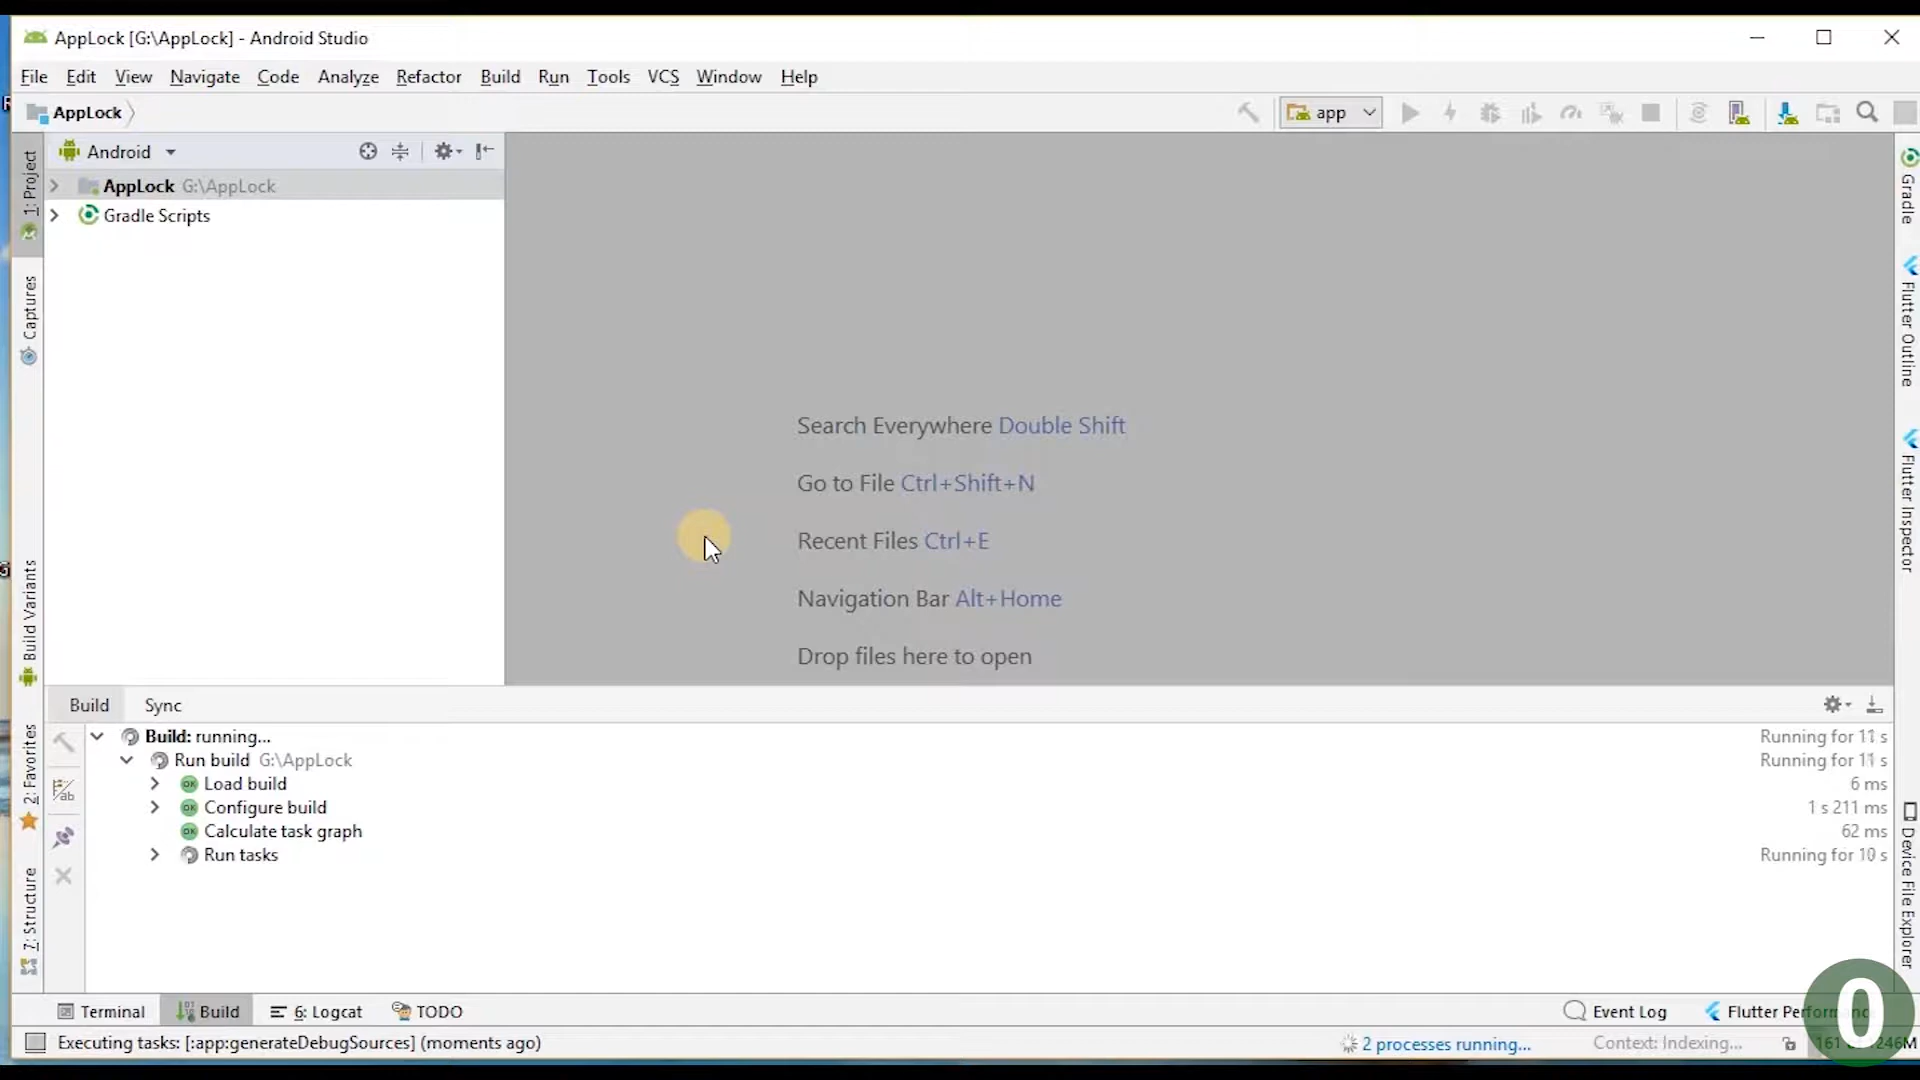 AppLock [G:\AppLock] - Android Studio
File Edit View Navigate Code Analyze Refactor Build Run Tools VCS Window Help
AppLock
app
Android
AppLock G:\AppLock
Gradle Scripts
1: Project
Captures
Build Variants
2: Favorites
7: Structure
Search Everywhere Double Shift
Go to File Ctrl+Shift+N
Recent Files Ctrl+E
Navigation Bar Alt+Home
Drop files here to open
Gradle
Flutter Outline
Flutter Inspector
Device File Explorer
Build Sync
Build: running... Running for 11 s
Run build G:\AppLock Running for 11 s
OK Load build 6 ms
OK Configure build 1 s 211 ms
OK Calculate task graph 62 ms
Run tasks Running for 10 s
Terminal Build 6: Logcat TODO Event Log Flutter
Executing tasks: [:app:generateDebugSources] (moments ago) 2 processes running... Context: Indexing...
0